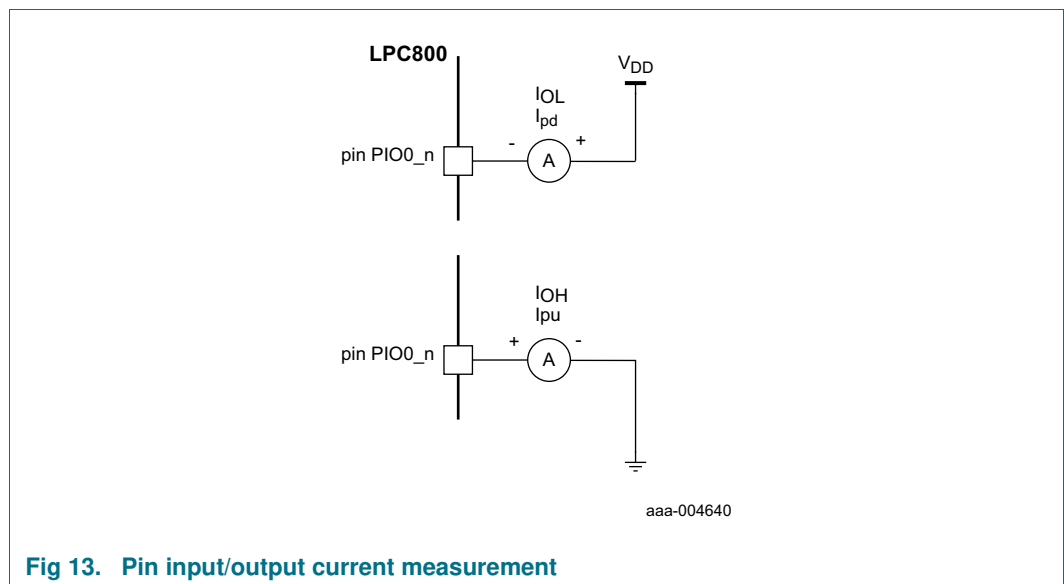 LPC800
VDD
IOL
Ipd
- +
A
pin PIO0_n
IOH
Ipu
+ -
A
pin PIO0_n
aaa-004640
Fig 13. Pin input/output current measurement